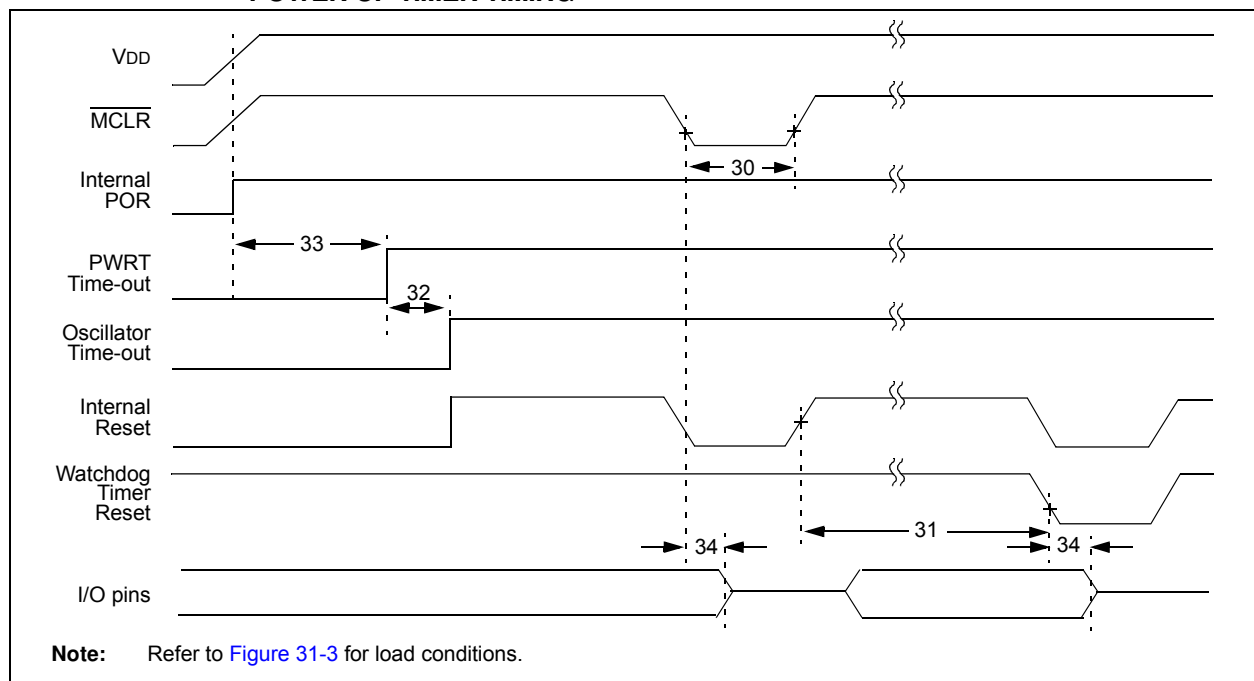 POWER-UP TIMER TIMING
VDD
MCLR
30
Internal
POR
33
PWRT
Time-out
32
Oscillator
Time-out
Internal
Reset
Watchdog
Timer
Reset
31
34
34
I/O pins
Note: Refer to Figure 31-3 for load conditions.